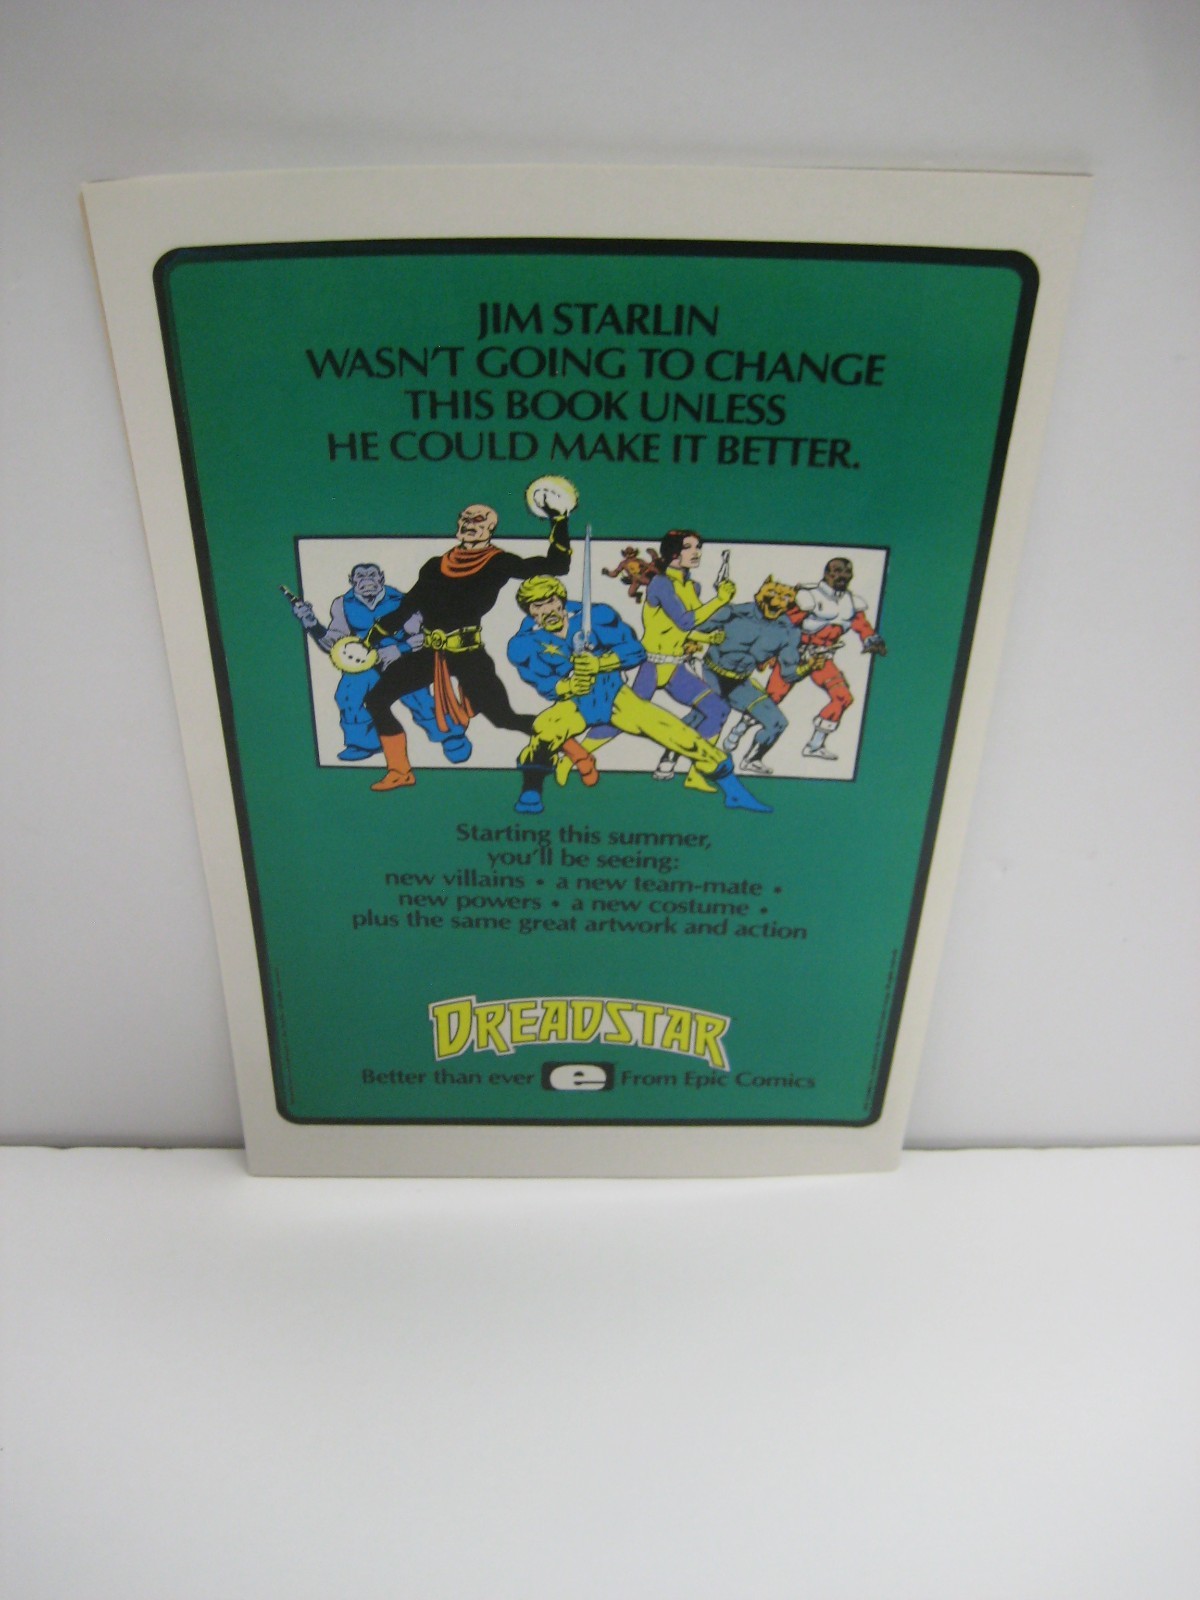 JIM STARLIN
WASN'T GOING TO CHANGE
THIS BOOK UNLESS
HE COULD MAKE IT BETTER.
Starting this summer,
you'll be seeing:
new villains • a new team-mate •
new powers • a new costume •
plus the same great artwork and action
DREADSTAR
Better than ever e From Epic Comics